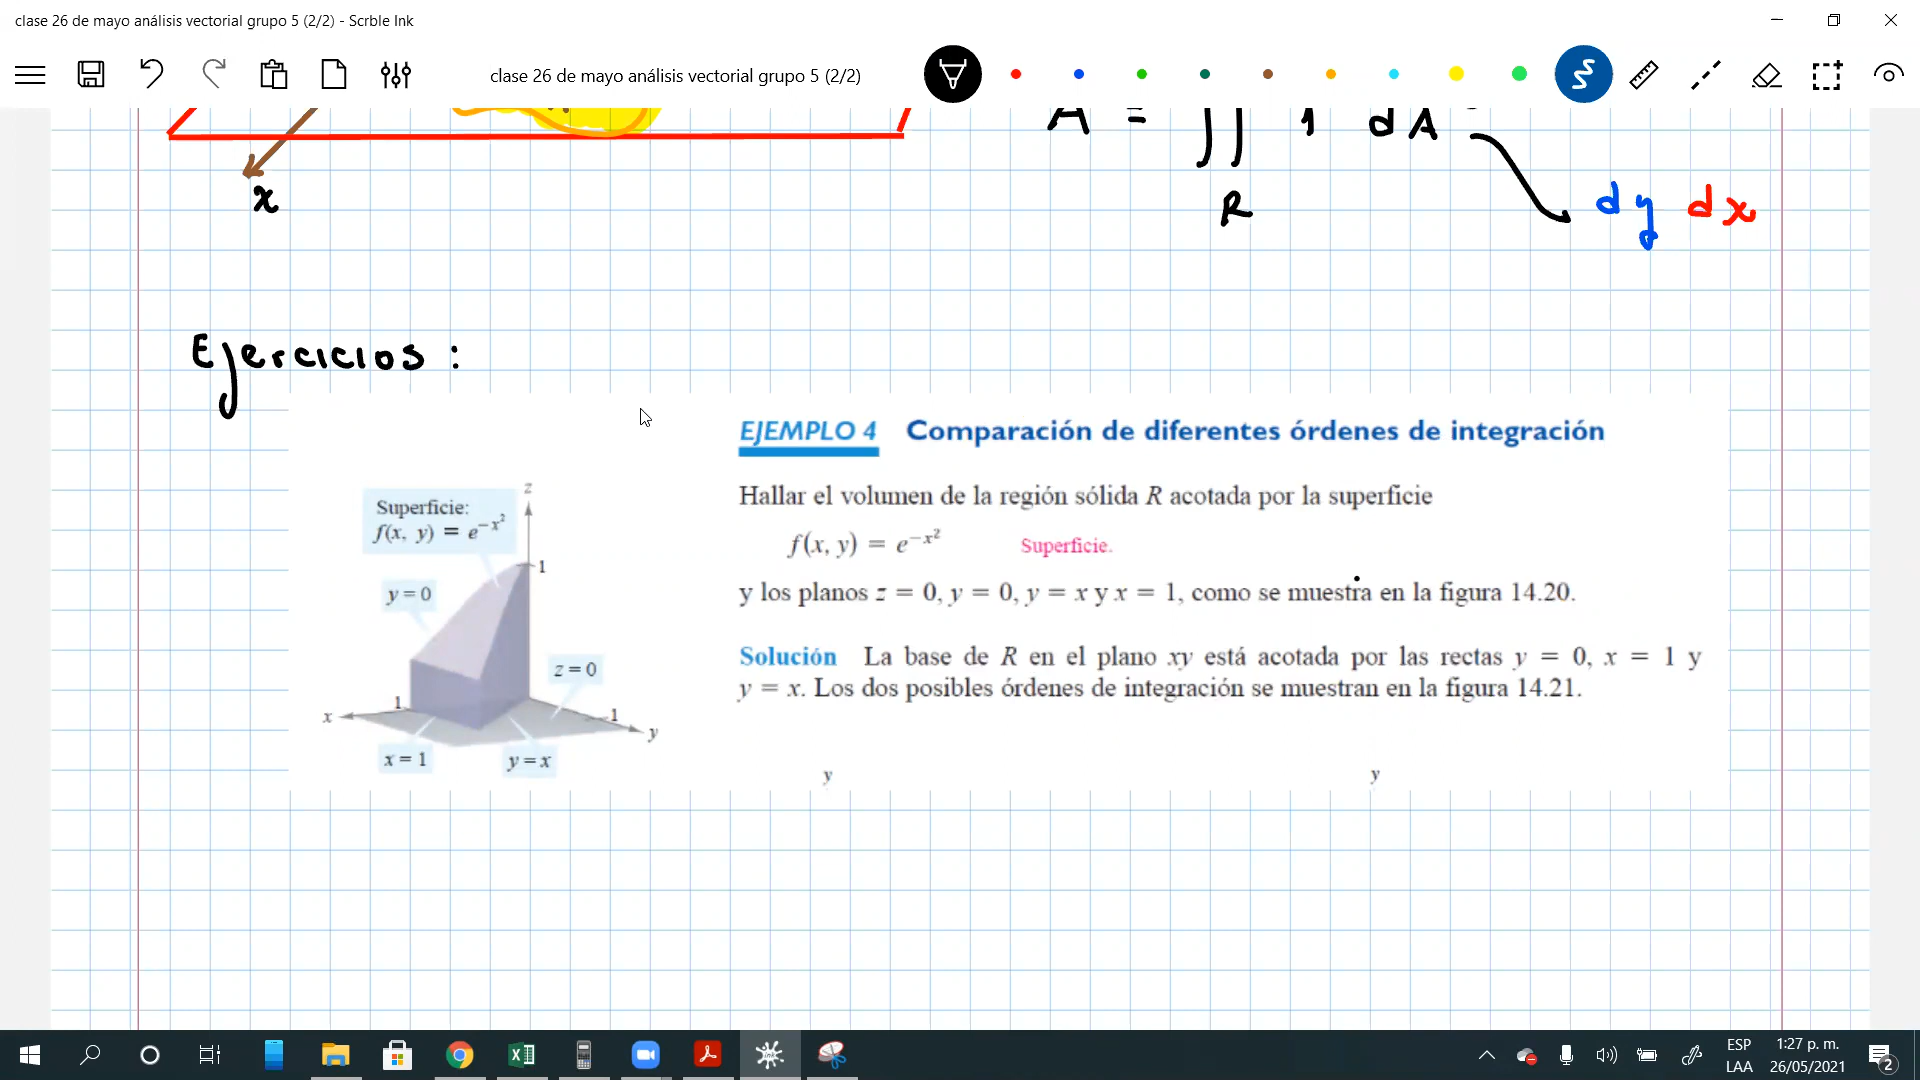 clase 26 de mayo análisis vectorial grupo 5 (2/2) - Scrble Ink
clase 26 de mayo análisis vectorial grupo 5 (2/2)
A = ∬ 1 dA
R
dy dx
x
Ejercicios :
EJEMPLO 4 Comparación de diferentes órdenes de integración
Hallar el volumen de la región sólida R acotada por la superficie
f(x, y) = e^{-x^2} Superficie.
y los planos z = 0, y = 0, y = x y x = 1, como se muestra en la figura 14.20.
Solución La base de R en el plano xy está acotada por las rectas y = 0, x = 1 y
y = x. Los dos posibles órdenes de integración se muestran en la figura 14.21.
y
y
z
Superficie:
f(x, y) = e^{-x^2}
1
y = 0
z = 0
1
1
x
y
x = 1
y = x
ESP
LAA
1:27 p. m.
26/05/2021
2